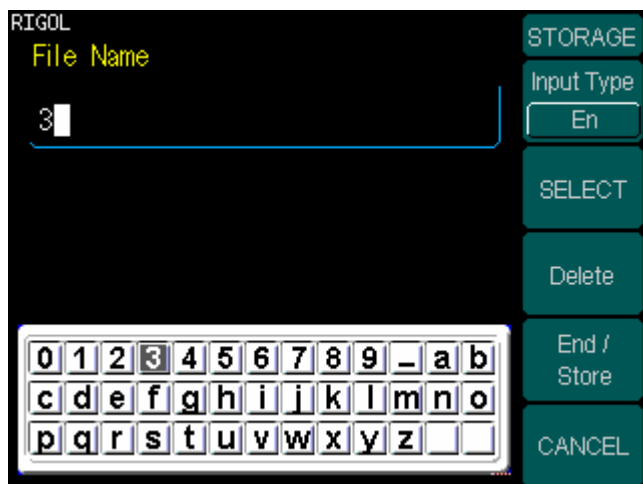 RIGOL
File Name
3
STORAGE
Input Type
En
SELECT
Delete
End /
Store
CANCEL
0 1 2 3 4 5 6 7 8 9 _ a b
c d e f g h i j k l m n o
p q r s t u v w x y z